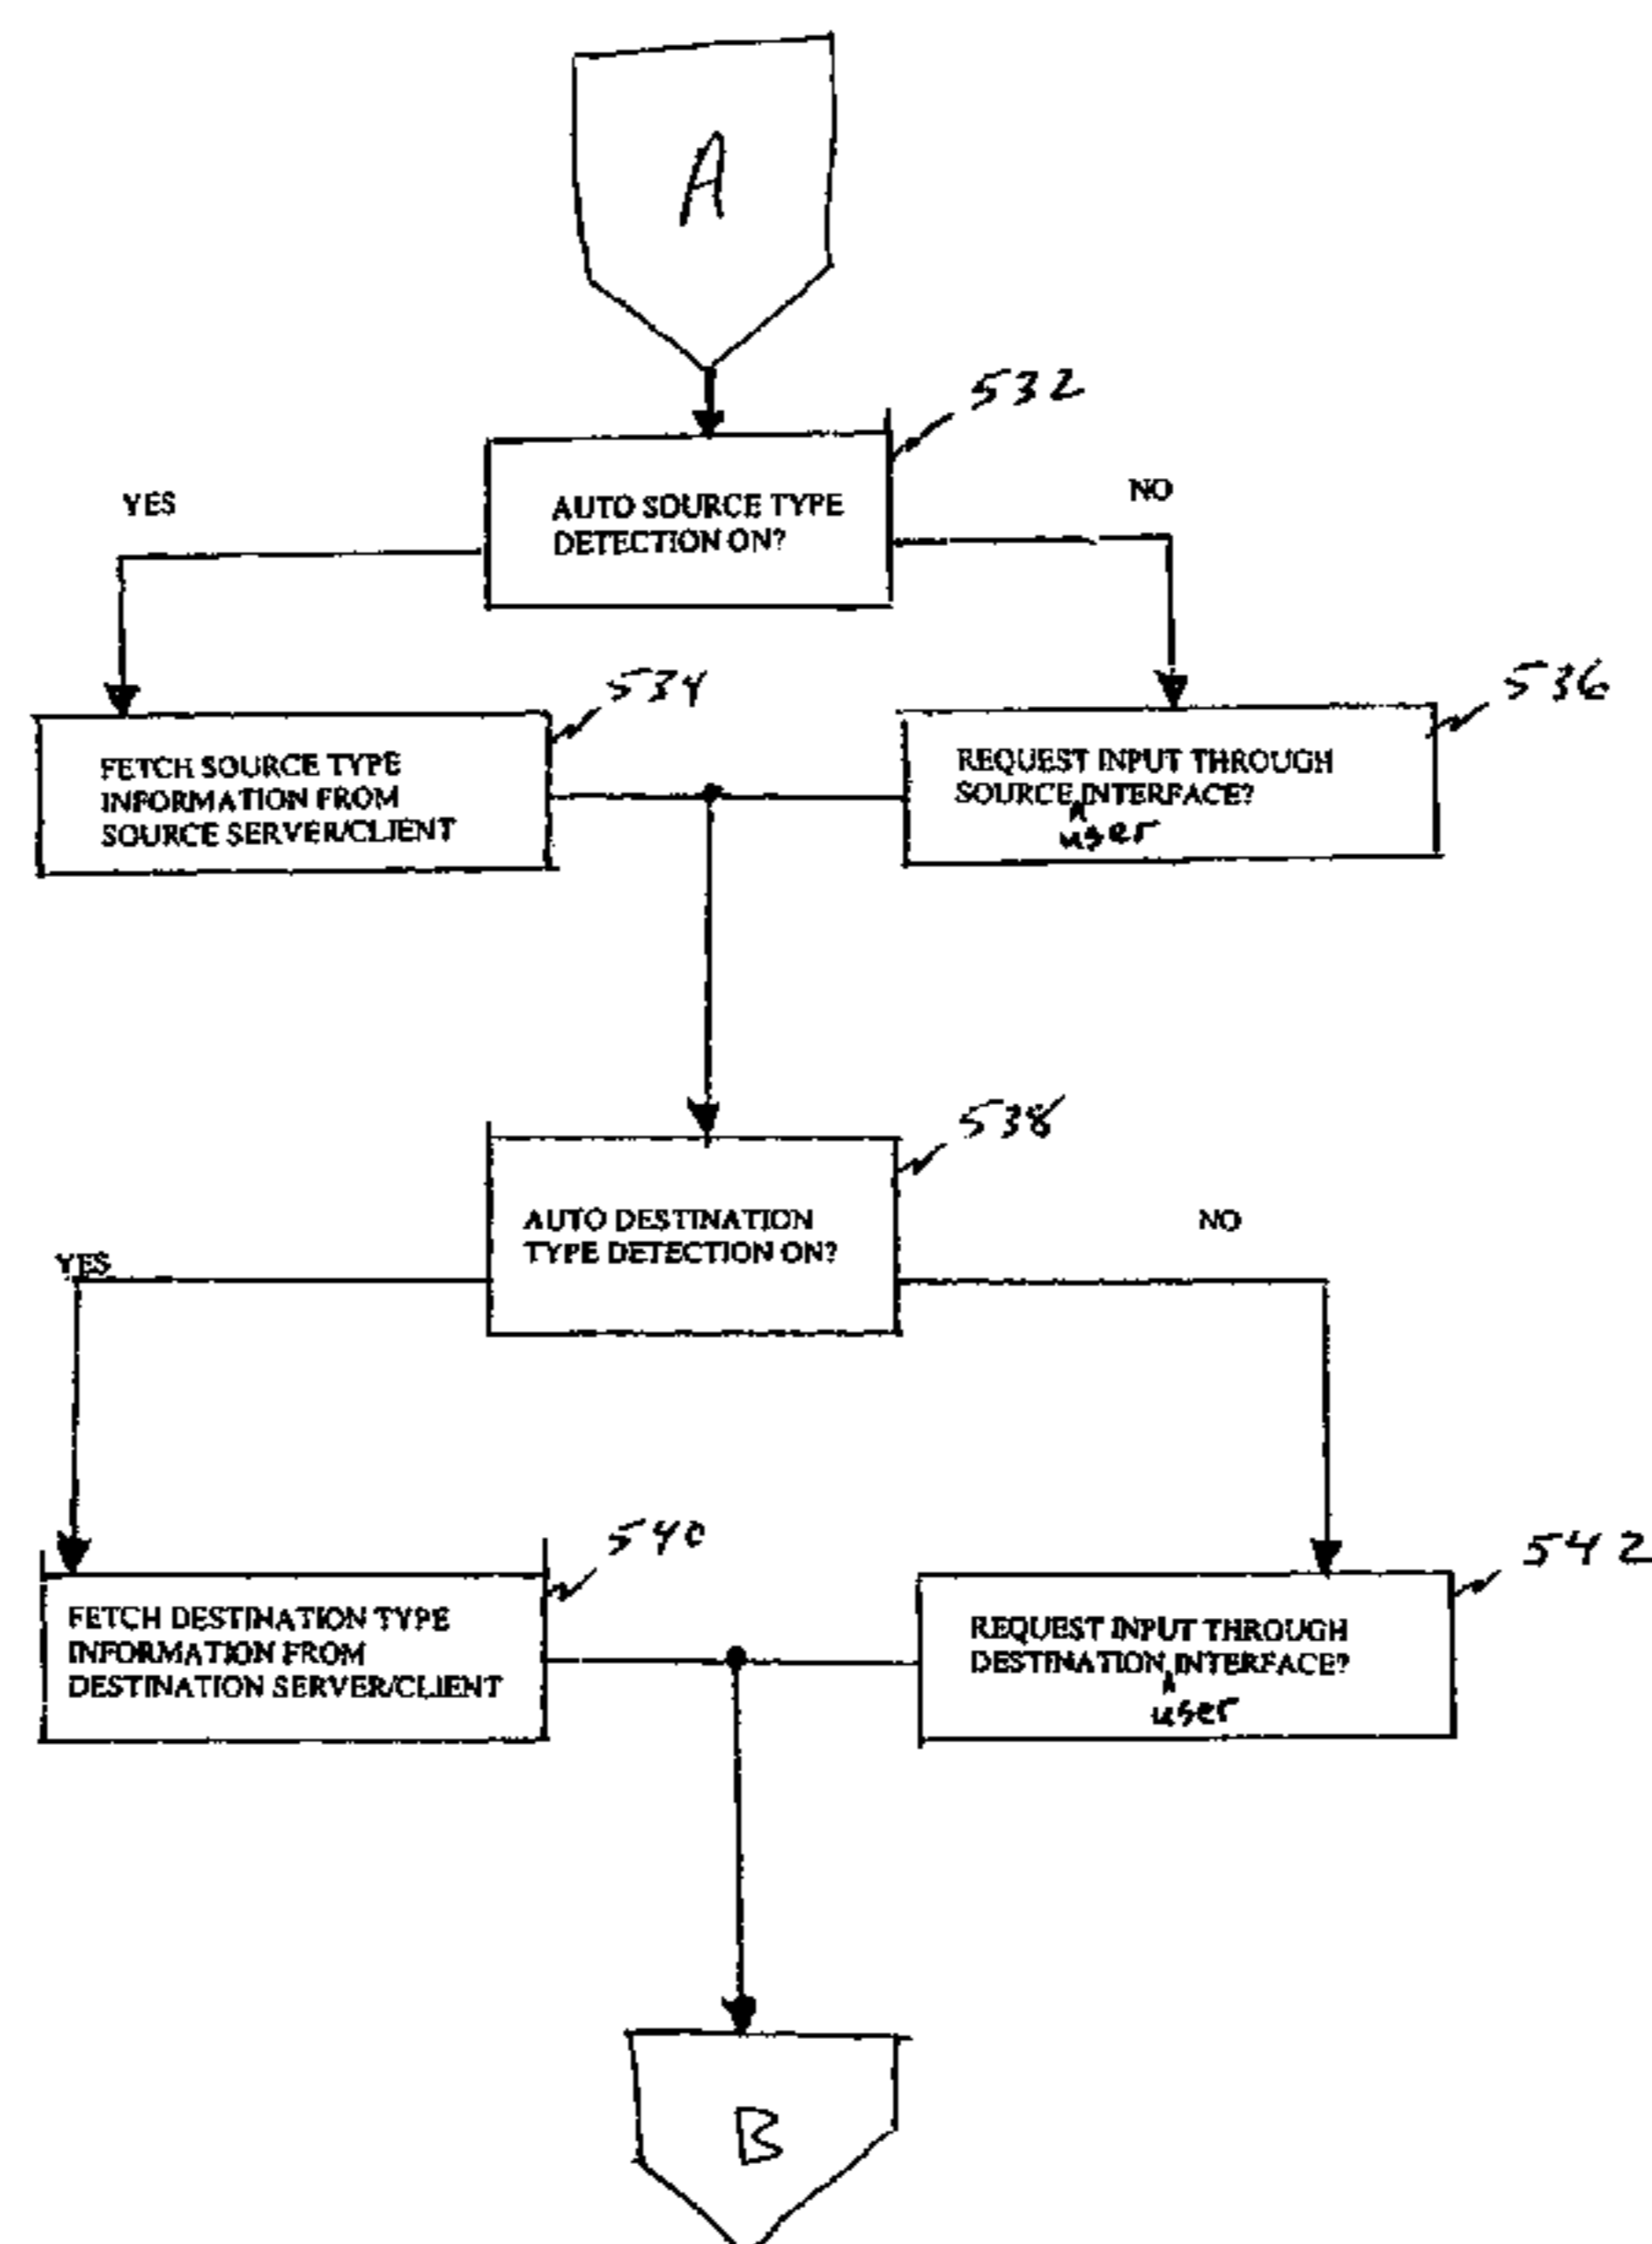 A
532
AUTO SOURCE TYPE
DETECTION ON?
YES
NO
534
536
FETCH SOURCE TYPE
INFORMATION FROM
SOURCE SERVER/CLIENT
REQUEST INPUT THROUGH
SOURCE INTERFACE?
user
538
AUTO DESTINATION
TYPE DETECTION ON?
YES
NO
540
542
FETCH DESTINATION TYPE
INFORMATION FROM
DESTINATION SERVER/CLIENT
REQUEST INPUT THROUGH
DESTINATION INTERFACE?
user
B